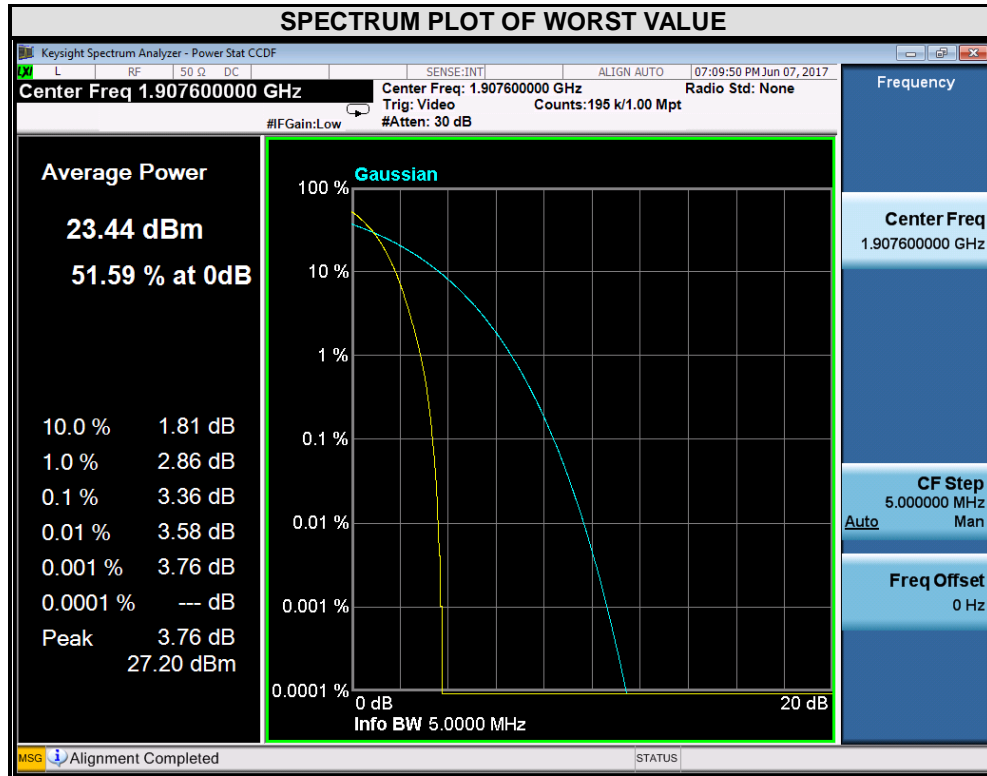 SPECTRUM PLOT OF WORST VALUE
Keysight Spectrum Analyzer - Power Stat CCDF
LXI L RF 50 Ω DC SENSE:INT ALIGN AUTO 07:09:50 PM Jun 07, 2017
Center Freq 1.907600000 GHz
#IFGain:Low
Center Freq: 1.907600000 GHz Radio Std: None
Trig: Video Counts:195 k/1.00 Mpt
#Atten: 30 dB
Frequency
Average Power
23.44 dBm
51.59 % at 0dB
10.0 % 1.81 dB
1.0 % 2.86 dB
0.1 % 3.36 dB
0.01 % 3.58 dB
0.001 % 3.76 dB
0.0001 % --- dB
Peak 3.76 dB
27.20 dBm
Gaussian
100 %
10 %
1 %
0.1 %
0.01 %
0.001 %
0.0001 %
0 dB 20 dB
Info BW 5.0000 MHz
Center Freq
1.907600000 GHz
CF Step
5.000000 MHz
Auto Man
Freq Offset
0 Hz
MSG Alignment Completed STATUS